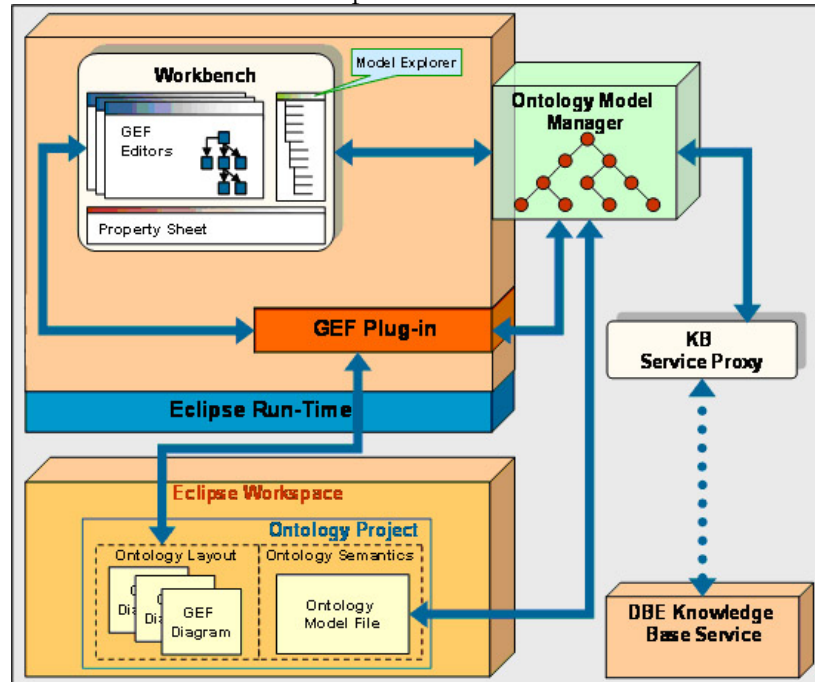 Workbench
Model Explorer
GEF
Editors
Property Sheet
Ontology Model
Manager
GEF Plug-in
Eclipse Run-Time
KB
Service Proxy
Eclipse Workspace
Ontology Project
Ontology Layout
Ontology Semantics
GEF
Diagram
Ontology
Model File
DBE Knowledge
Base Service